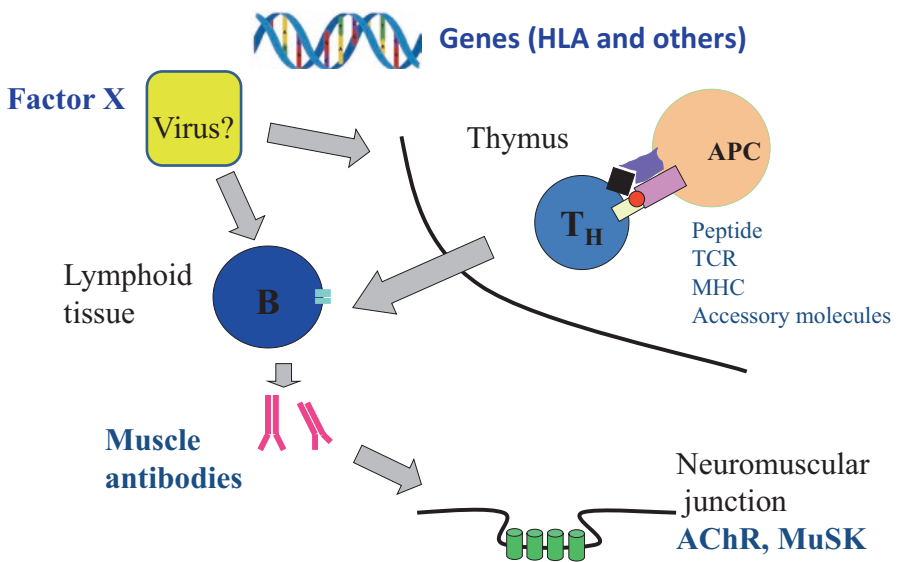 Genes (HLA and others)
Factor X
Virus?
Thymus
APC
T H
Peptide
TCR
MHC
Accessory molecules
Lymphoid
tissue
B
Muscle
antibodies
Neuromuscular
junction
AChR, MuSK